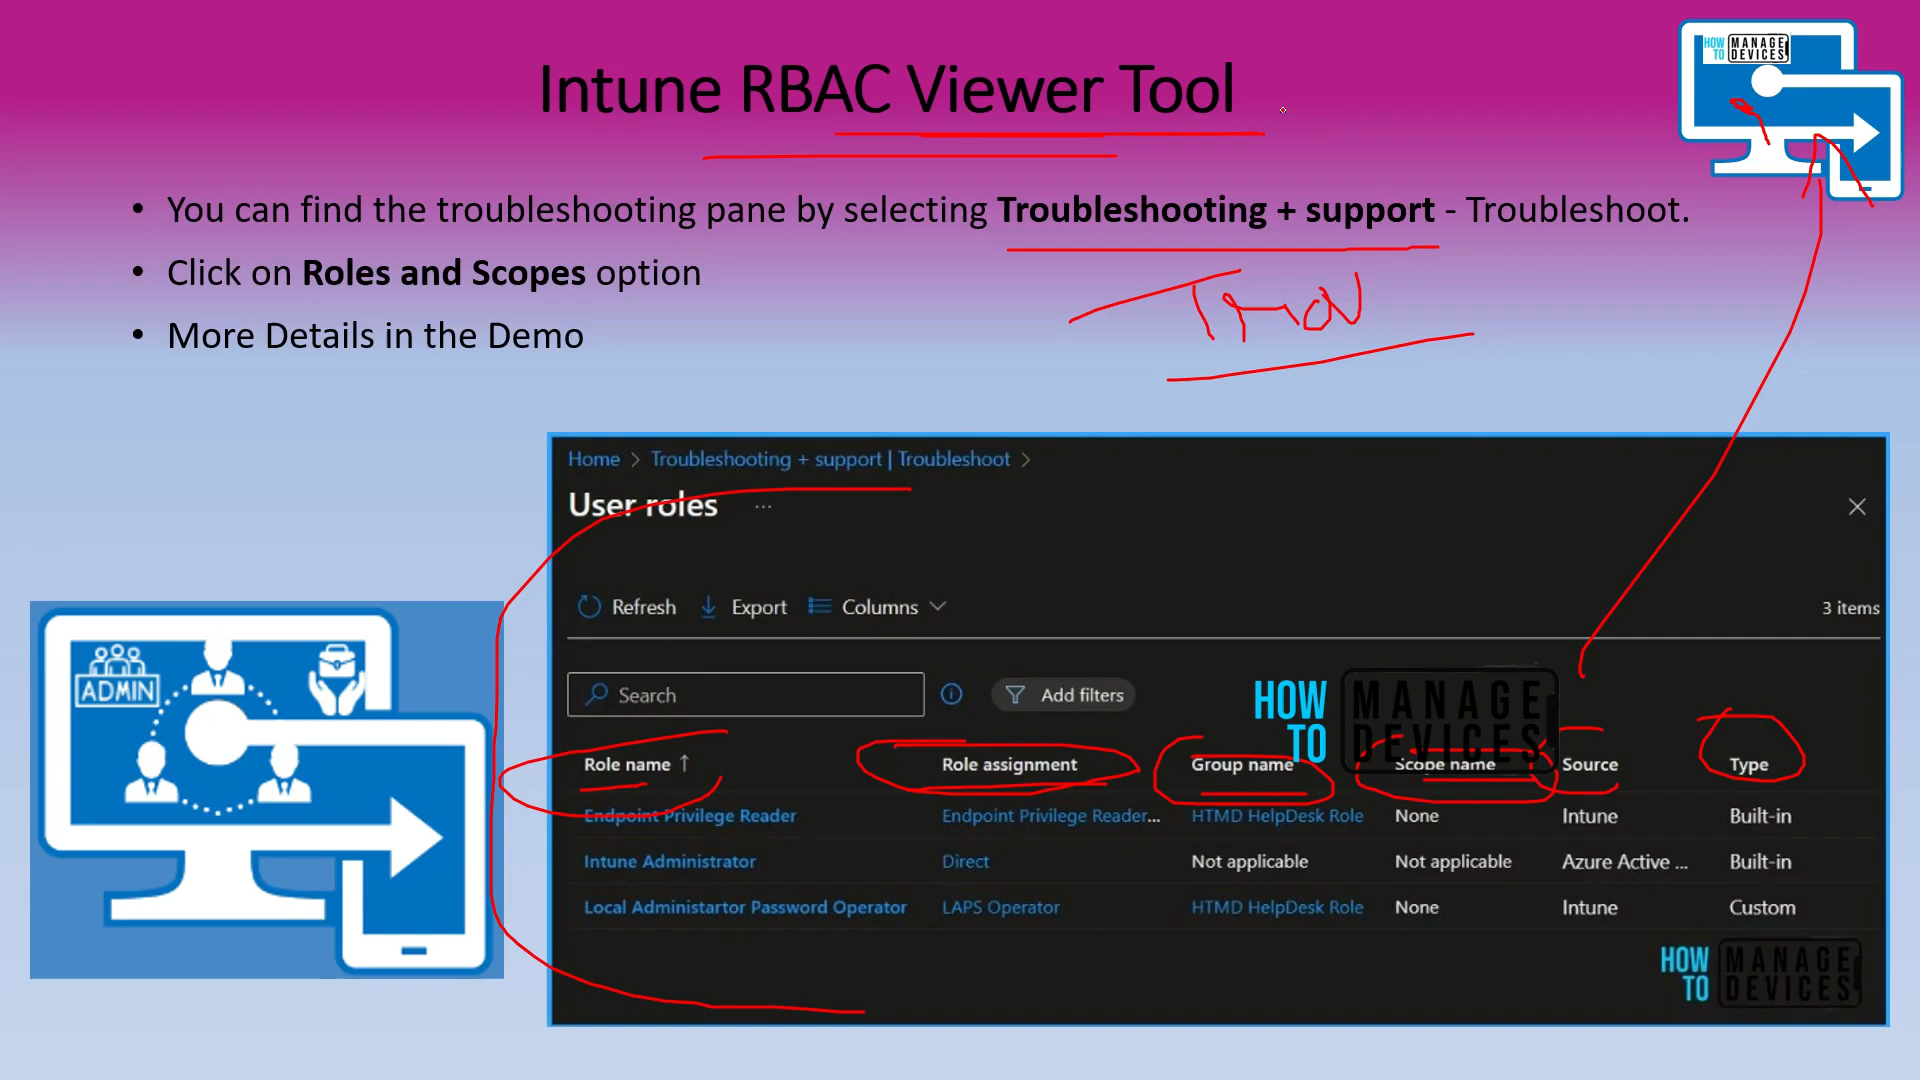 Intune RBAC Viewer Tool
HOW TO MANAGE DEVICES
• You can find the troubleshooting pane by selecting Troubleshooting + support - Troubleshoot.
• Click on Roles and Scopes option
• More Details in the Demo
Home > Troubleshooting + support | Troubleshoot >
User roles ...
Refresh Export Columns 3 items
Search Add filters
HOW TO MANAGE DEVICES
Role name ↑ Role assignment Group name Scope name Source Type
Endpoint Privilege Reader Endpoint Privilege Reader... HTMD HelpDesk Role None Intune Built-in
Intune Administrator Direct Not applicable Not applicable Azure Active ... Built-in
Local Administartor Password Operator LAPS Operator HTMD HelpDesk Role None Intune Custom
HOW TO MANAGE DEVICES
ADMIN